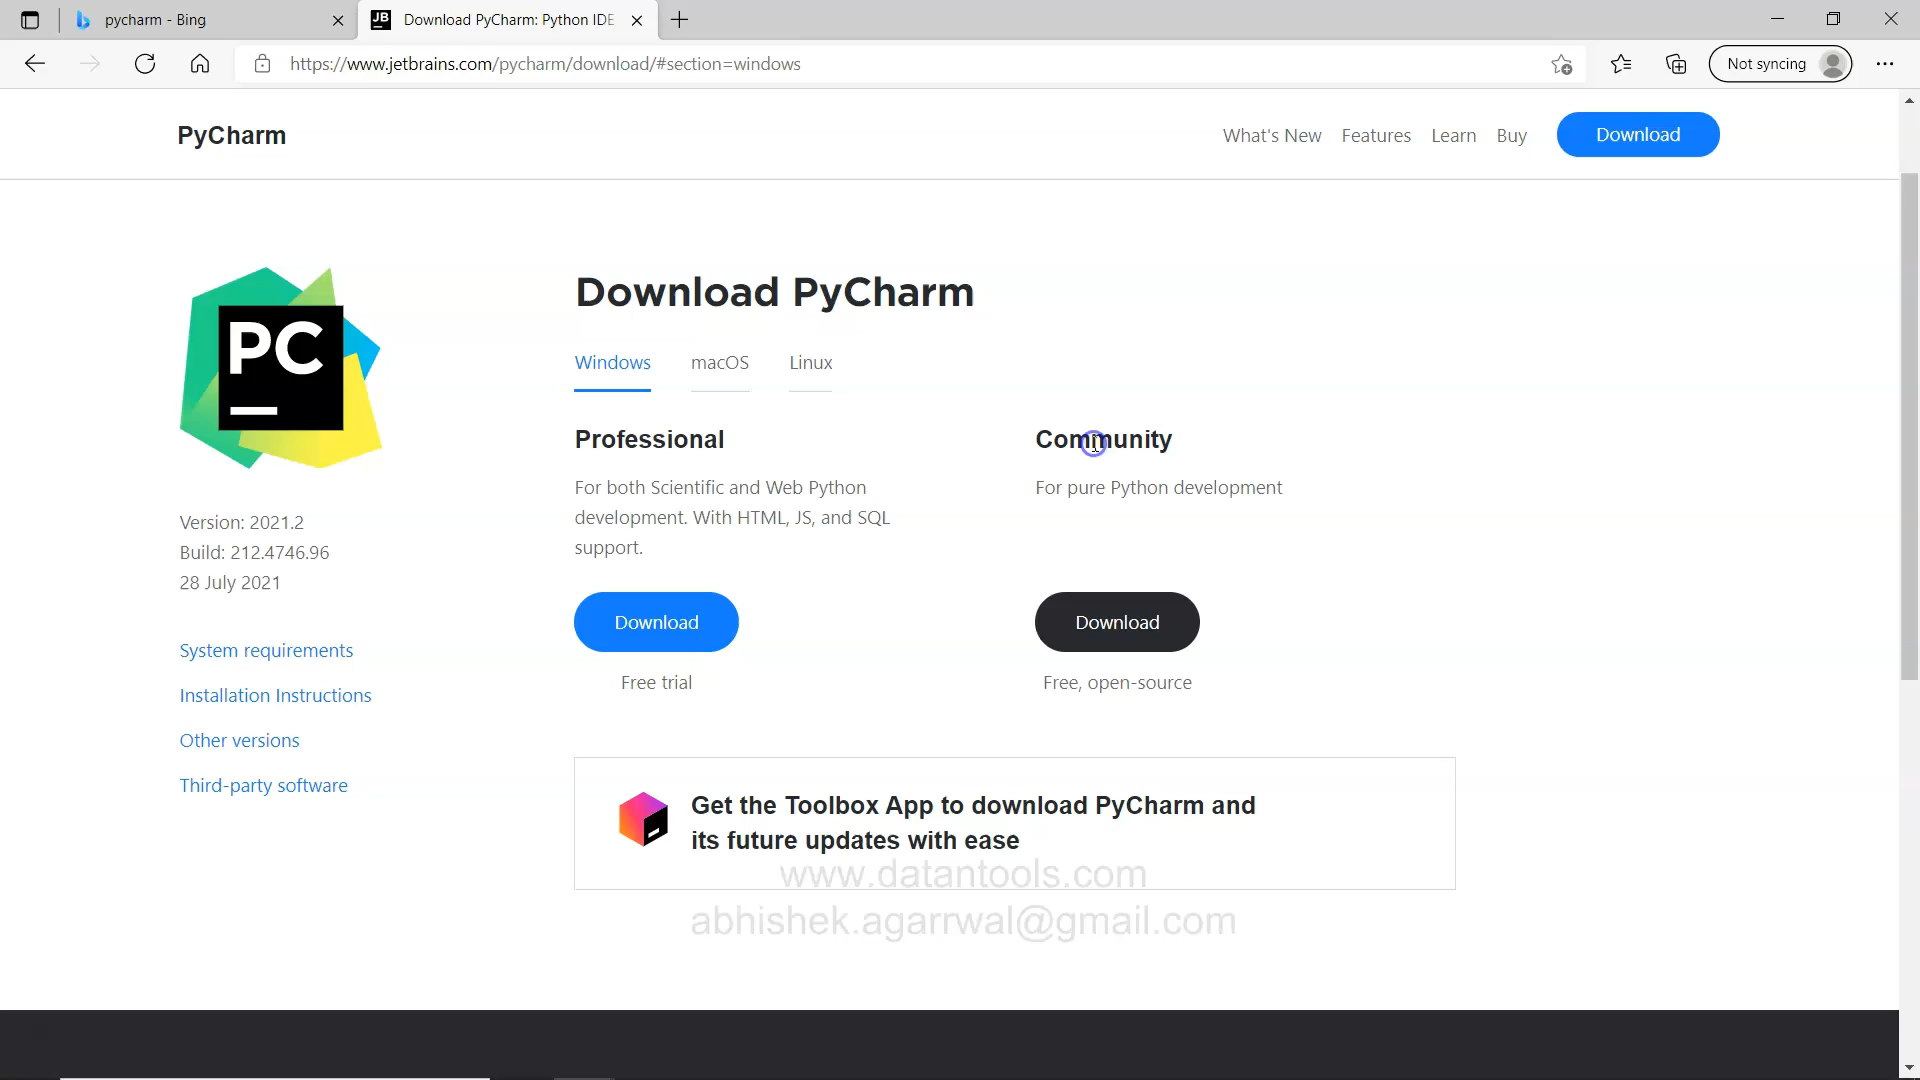 pycharm - Bing
JB
Download PyCharm: Python IDE
https://www.jetbrains.com/pycharm/download/#section=windows
Not syncing
PyCharm
What's New
Features
Learn
Buy
Download
PC
Version: 2021.2
Build: 212.4746.96
28 July 2021
System requirements
Installation Instructions
Other versions
Third-party software
Download PyCharm
Windows
macOS
Linux
Professional
For both Scientific and Web Python
development. With HTML, JS, and SQL
support.
Download
Free trial
Community
For pure Python development
Download
Free, open-source
Get the Toolbox App to download PyCharm and
its future updates with ease
www.datantools.com
abhishek.agarrwal@gmail.com